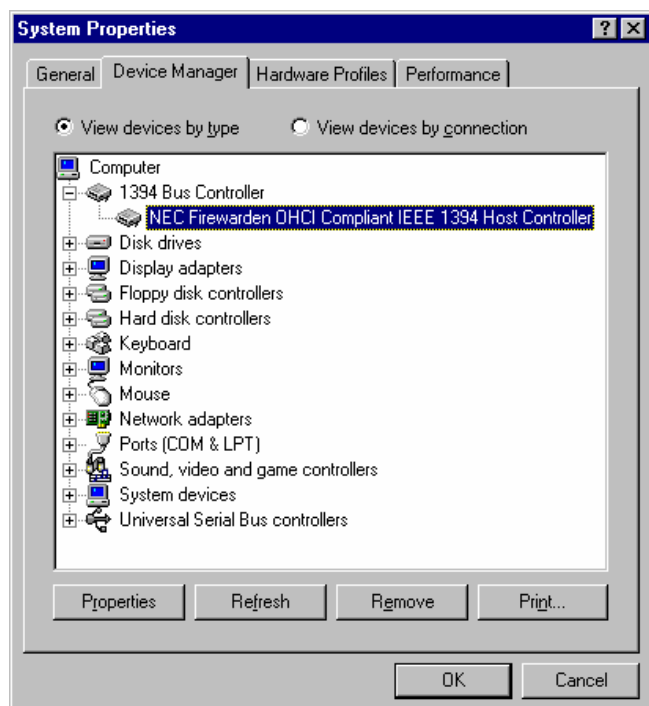 System Properties
General Device Manager Hardware Profiles Performance
View devices by type View devices by connection
Computer
1394 Bus Controller
NEC Firewarden OHCI Compliant IEEE 1394 Host Controller
Disk drives
Display adapters
Floppy disk controllers
Hard disk controllers
Keyboard
Monitors
Mouse
Network adapters
Ports (COM & LPT)
Sound, video and game controllers
System devices
Universal Serial Bus controllers
Properties Refresh Remove Print...
OK Cancel